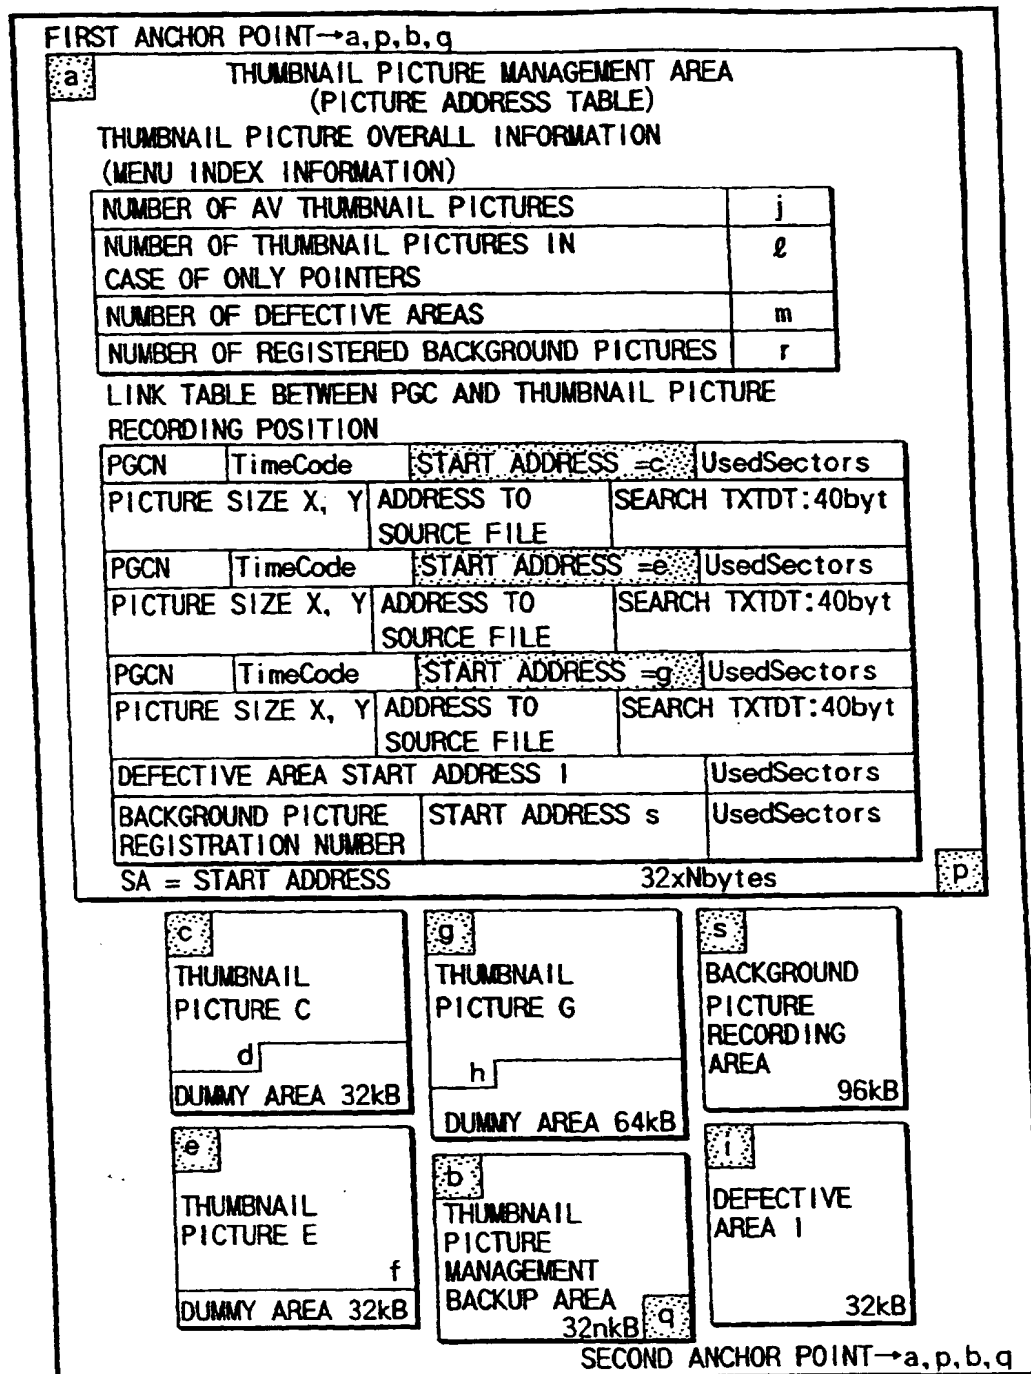 FIRST ANCHOR POINT→a,p,b,q
a
THUMBNAIL PICTURE MANAGEMENT AREA
(PICTURE ADDRESS TABLE)
THUMBNAIL PICTURE OVERALL INFORMATION
(MENU INDEX INFORMATION)
NUMBER OF AV THUMBNAIL PICTURES j
NUMBER OF THUMBNAIL PICTURES IN ℓ
CASE OF ONLY POINTERS
NUMBER OF DEFECTIVE AREAS m
NUMBER OF REGISTERED BACKGROUND PICTURES r
LINK TABLE BETWEEN PGC AND THUMBNAIL PICTURE
RECORDING POSITION
PGCN TimeCode START ADDRESS =c UsedSectors
PICTURE SIZE X, Y ADDRESS TO SEARCH TXTDT:40byt
SOURCE FILE
PGCN TimeCode START ADDRESS =e UsedSectors
PICTURE SIZE X, Y ADDRESS TO SEARCH TXTDT:40byt
SOURCE FILE
PGCN TimeCode START ADDRESS =g UsedSectors
PICTURE SIZE X, Y ADDRESS TO SEARCH TXTDT:40byt
SOURCE FILE
DEFECTIVE AREA START ADDRESS I UsedSectors
BACKGROUND PICTURE START ADDRESS s UsedSectors
REGISTRATION NUMBER
SA = START ADDRESS 32xNbytes p
c
THUMBNAIL
PICTURE C
d
DUMMY AREA 32kB
g
THUMBNAIL
PICTURE G
h
DUMMY AREA 64kB
s
BACKGROUND
PICTURE
RECORDING
AREA
96kB
e
THUMBNAIL
PICTURE E
f
DUMMY AREA 32kB
b
THUMBNAIL
PICTURE
MANAGEMENT
BACKUP AREA
32nkB q
i
DEFECTIVE
AREA I
32kB
SECOND ANCHOR POINT→a,p,b,q